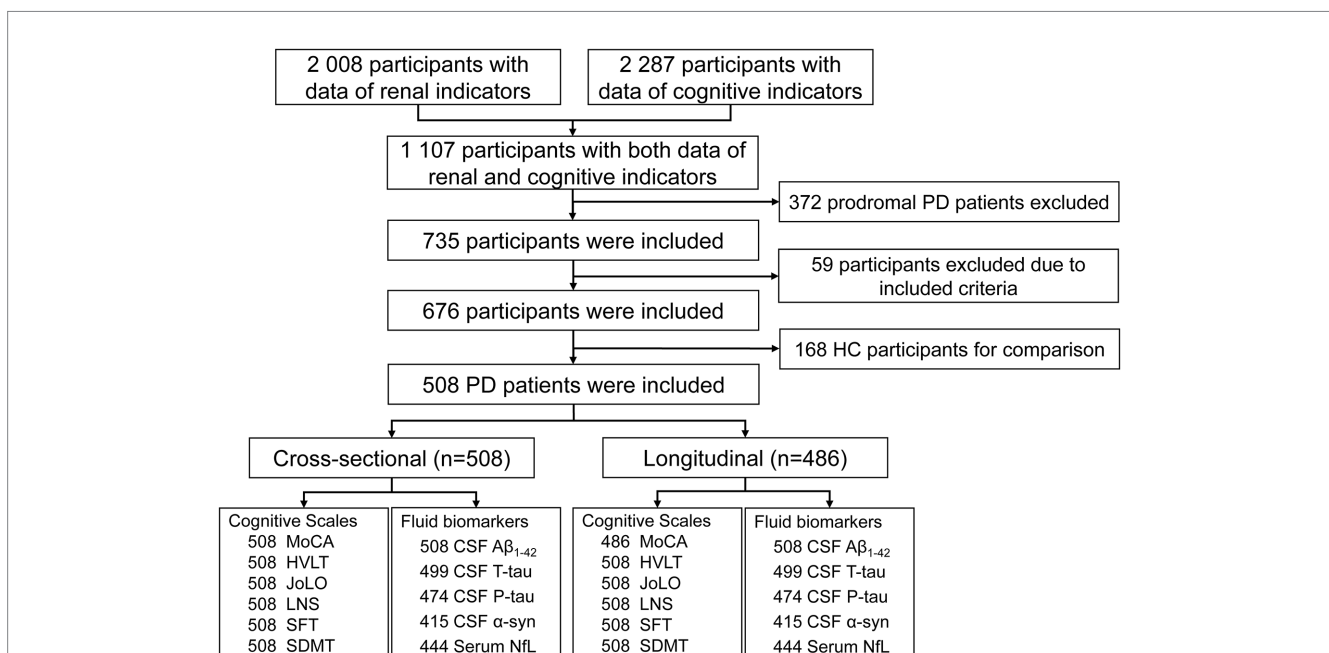 2 008 participants with
data of renal indicators
2 287 participants with
data of cognitive indicators
1 107 participants with both data of
renal and cognitive indicators
372 prodromal PD patients excluded
735 participants were included
59 participants excluded due to
included criteria
676 participants were included
168 HC participants for comparison
508 PD patients were included
Cross-sectional (n=508)
Longitudinal (n=486)
Cognitive Scales
508 MoCA
508 HVLT
508 JoLO
508 LNS
508 SFT
508 SDMT
Fluid biomarkers
508 CSF Aβ₁₋₄₂
499 CSF T-tau
474 CSF P-tau
415 CSF α-syn
444 Serum NfL
Cognitive Scales
486 MoCA
508 HVLT
508 JoLO
508 LNS
508 SFT
508 SDMT
Fluid biomarkers
508 CSF Aβ₁₋₄₂
499 CSF T-tau
474 CSF P-tau
415 CSF α-syn
444 Serum NfL